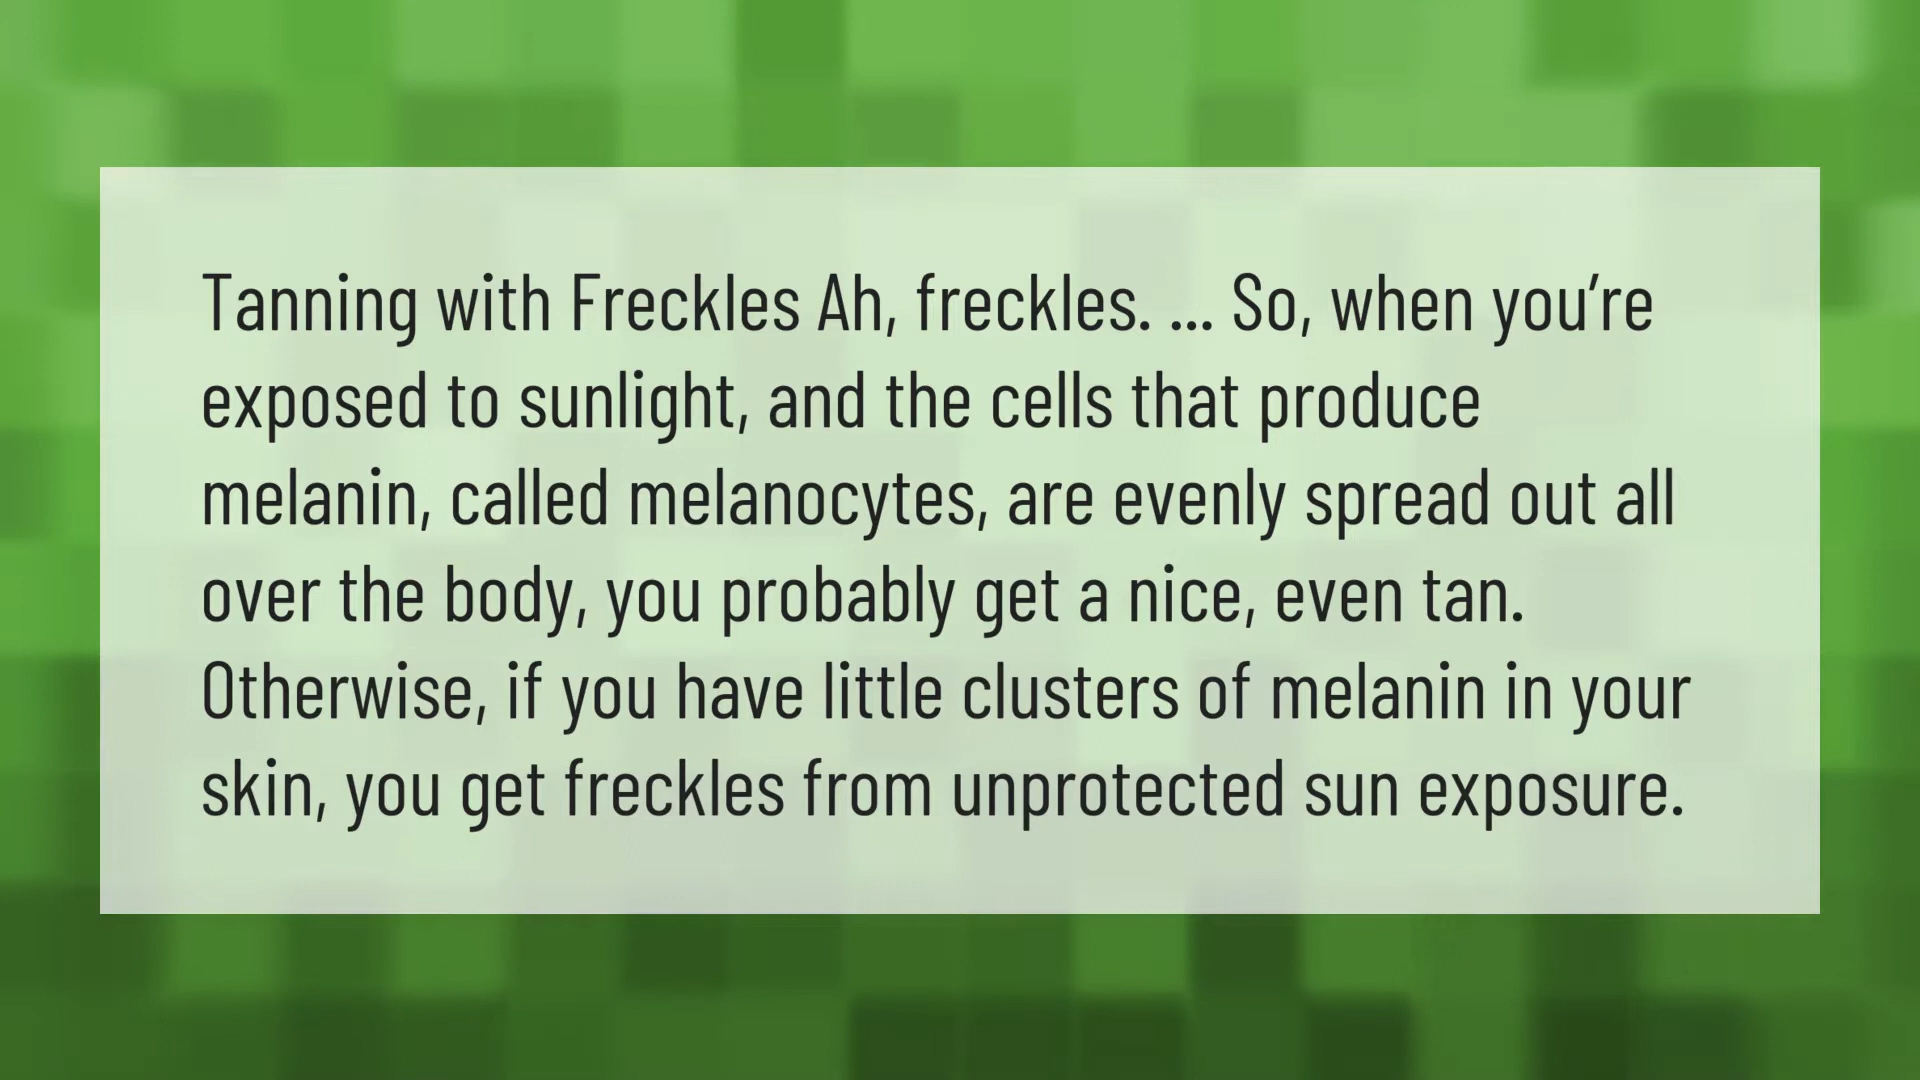 Tanning with Freckles Ah, freckles. ... So, when you’re
exposed to sunlight, and the cells that produce
melanin, called melanocytes, are evenly spread out all
over the body, you probably get a nice, even tan.
Otherwise, if you have little clusters of melanin in your
skin, you get freckles from unprotected sun exposure.